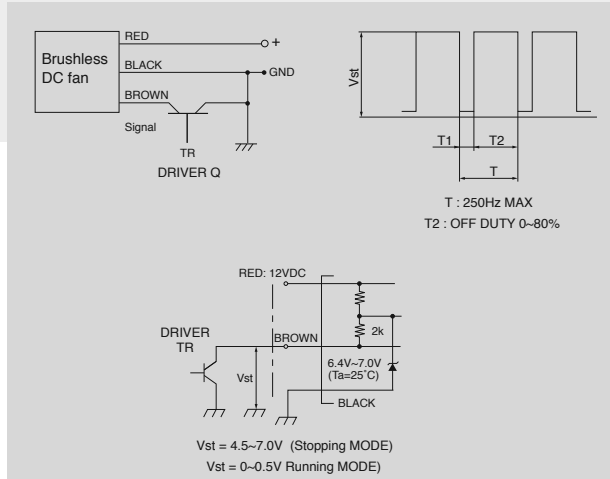 RED
+
Brushless
DC fan
BLACK
GND
BROWN
Signal
TR
DRIVER Q
Vst
T1
T2
T
T : 250Hz MAX
T2 : OFF DUTY 0~80%
RED: 12VDC
DRIVER
TR
BROWN
2k
Vst
6.4V~7.0V
(Ta=25˚C)
BLACK
Vst = 4.5~7.0V (Stopping MODE)
Vst = 0~0.5V Running MODE)